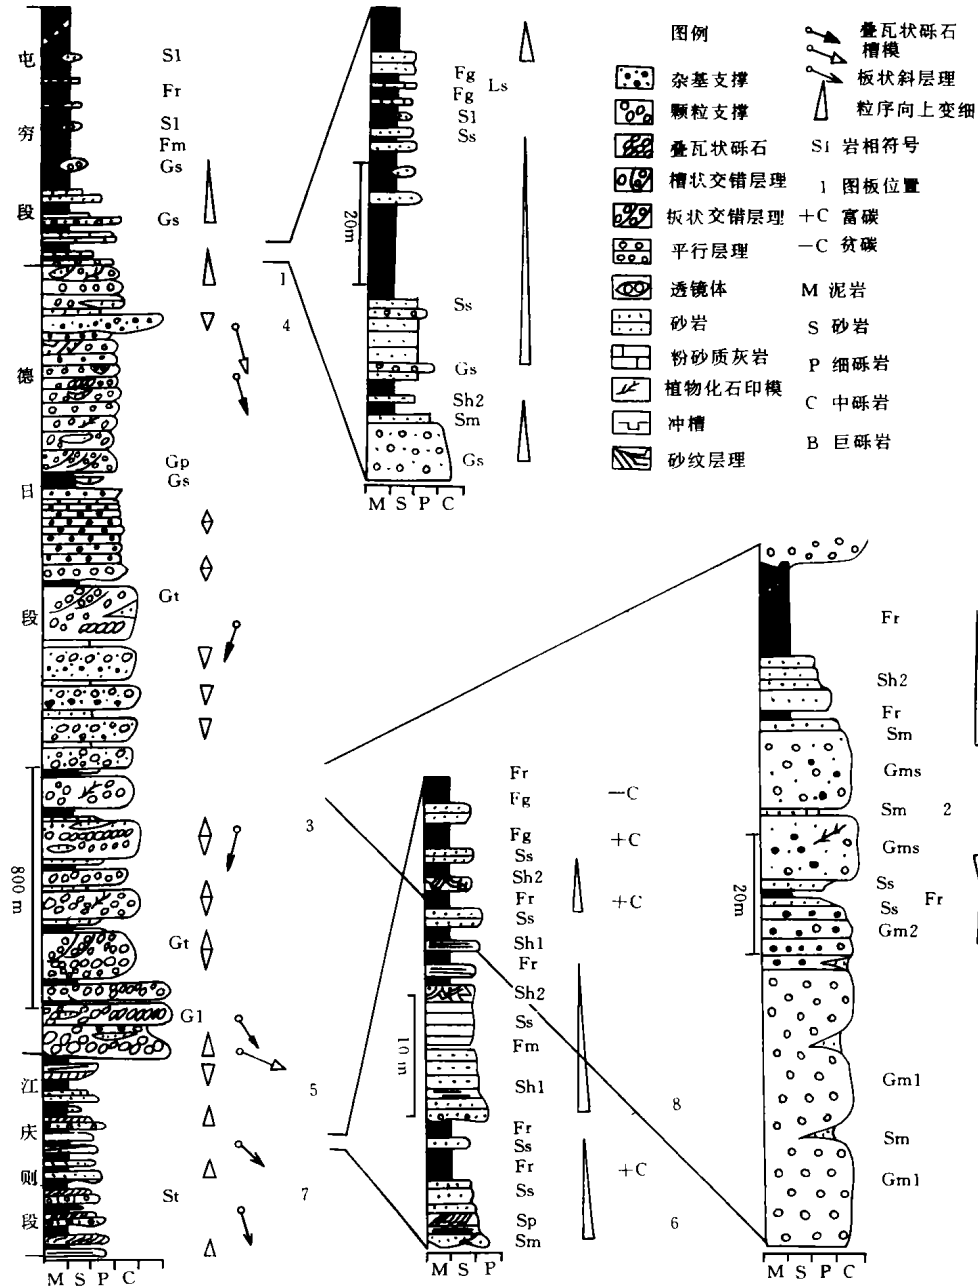 屯
穷
段
德
日
段
江
庆
则
段
Sl
Fr
Sl
Fm
Gs
Gs
1
4
Gp
Gs
Gt
3
Gt
Gl
5
St
7
800m
M S P C
Fg
Ls
Fg
Sl
Ss
20m
Ss
Gs
Sh2
Sm
Gs
M S P C
图例
杂基支撑
颗粒支撑
叠瓦状砾石
槽状交错层理
板状交错层理
平行层理
透镜体
砂岩
粉砂质灰岩
植物化石印模
冲槽
砂纹层理
叠瓦状砾石
槽模
板状斜层理
粒序向上变细
Sl 岩相符号
1 图板位置
+C 富碳
-C 贫碳
M 泥岩
S 砂岩
P 细砾岩
C 中砾岩
B 巨砾岩
Fr
Fg
-C
Fg
+C
Ss
Sh2
Fr
+C
Ss
Sh1
Fr
Sh2
Ss
Fm
10m
Sh1
8
Fr
Ss
Fr
+C
Ss
Sp
6
Sm
M S P
Fr
Sh2
Fr
Sm
Gms
Sm 2
Gms
20m
Ss
Fr
Ss
Gm2
Gm1
Sm
Gm1
M S P C